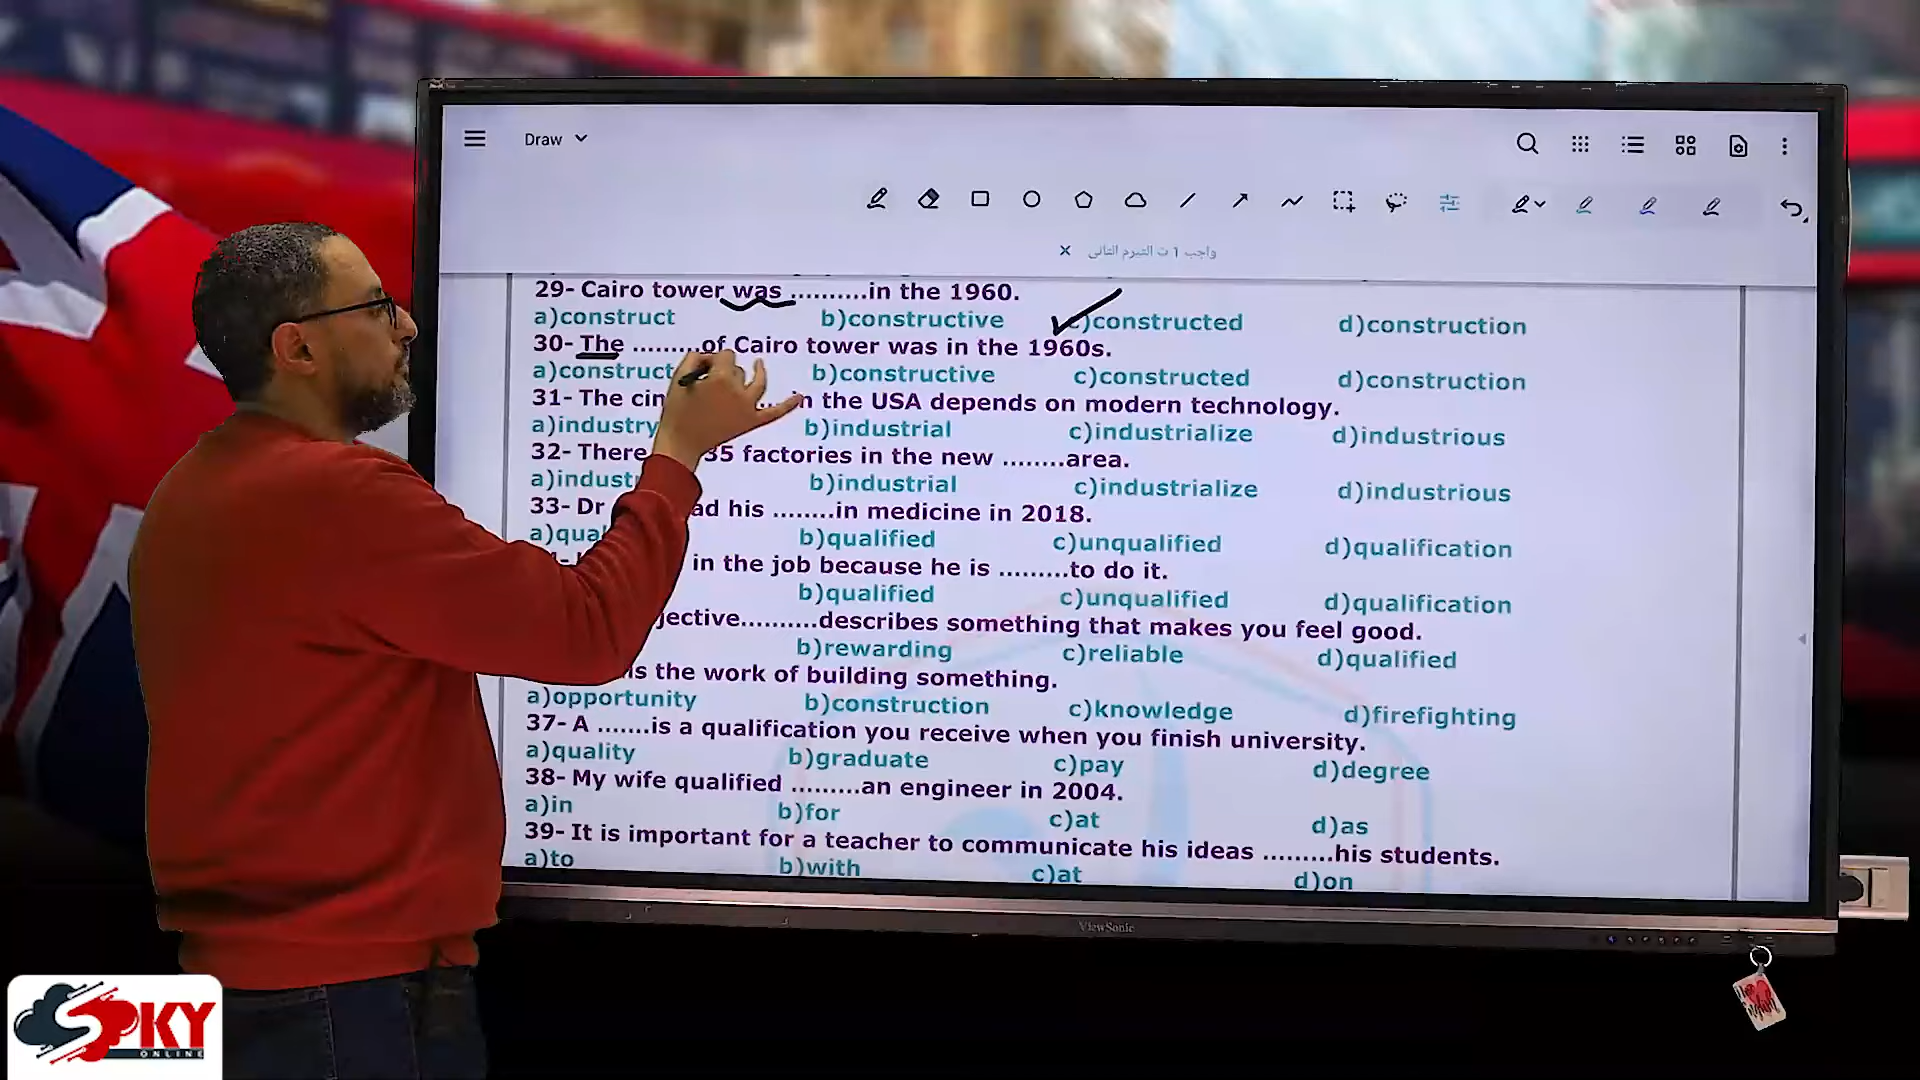 Draw
واجب 1 ث التيرم الثانى
29- Cairo tower was ..........in the 1960.
a)construct b)constructive c)constructed d)construction
30- The .........of Cairo tower was in the 1960s.
a)construct b)constructive c)constructed d)construction
31- The cin ....in the USA depends on modern technology.
a)industry b)industrial c)industrialize d)industrious
32- There 35 factories in the new ........area.
a)indust b)industrial c)industrialize d)industrious
33- Dr ad his ........in medicine in 2018.
a)qua b)qualified c)unqualified d)qualification
in the job because he is .........to do it.
b)qualified c)unqualified d)qualification
jective..........describes something that makes you feel good.
b)rewarding c)reliable d)qualified
is the work of building something.
a)opportunity b)construction c)knowledge d)firefighting
37- A .......is a qualification you receive when you finish university.
a)quality b)graduate c)pay d)degree
38- My wife qualified .........an engineer in 2004.
a)in b)for c)at d)as
39- It is important for a teacher to communicate his ideas .........his students.
a)to b)with c)at d)on
ViewSonic
SPKY
ONLINE